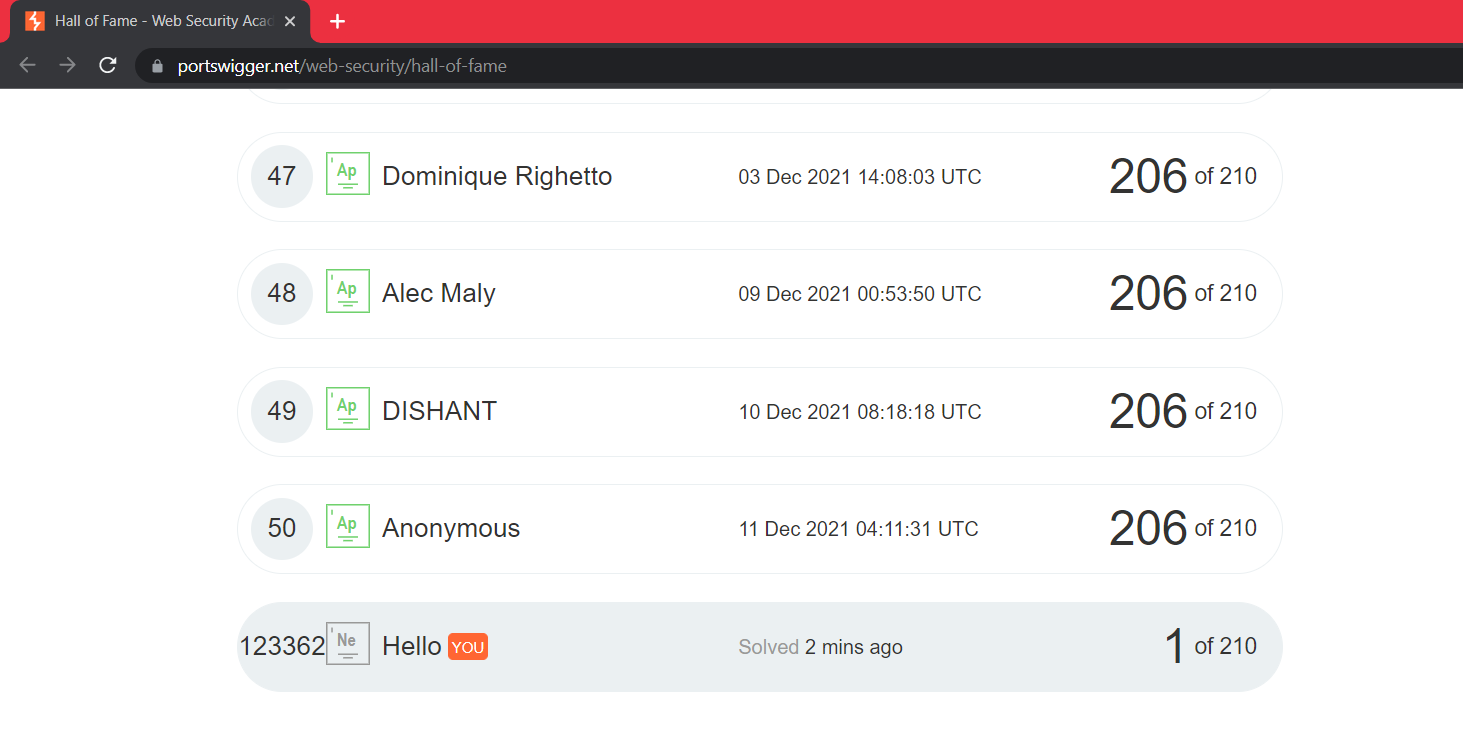 Hall of Fame - Web Security Acad
portswigger.net/web-security/hall-of-fame
47 Ap Dominique Righetto 03 Dec 2021 14:08:03 UTC 206 of 210
48 Ap Alec Maly 09 Dec 2021 00:53:50 UTC 206 of 210
49 Ap DISHANT 10 Dec 2021 08:18:18 UTC 206 of 210
50 Ap Anonymous 11 Dec 2021 04:11:31 UTC 206 of 210
123362 Ne Hello YOU Solved 2 mins ago 1 of 210